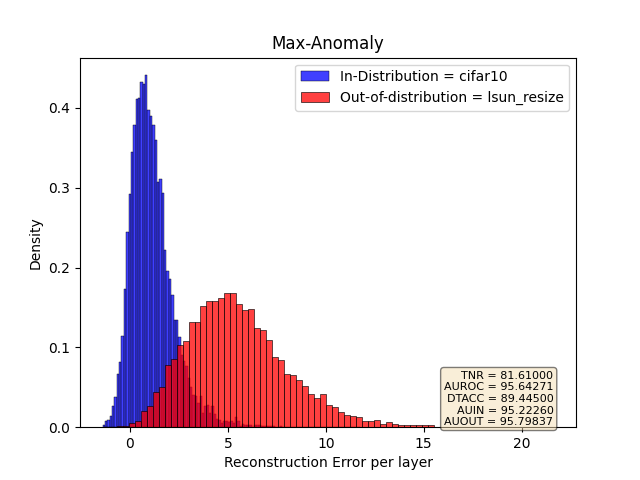 Max-Anomaly
In-Distribution = cifar10
Out-of-distribution = lsun_resize
Density
0.4
0.3
0.2
0.1
0.0
TNR = 81.61000
AUROC = 95.64271
DTACC = 89.44500
AUIN = 95.22260
AUOUT = 95.79837
0 5 10 15 20
Reconstruction Error per layer